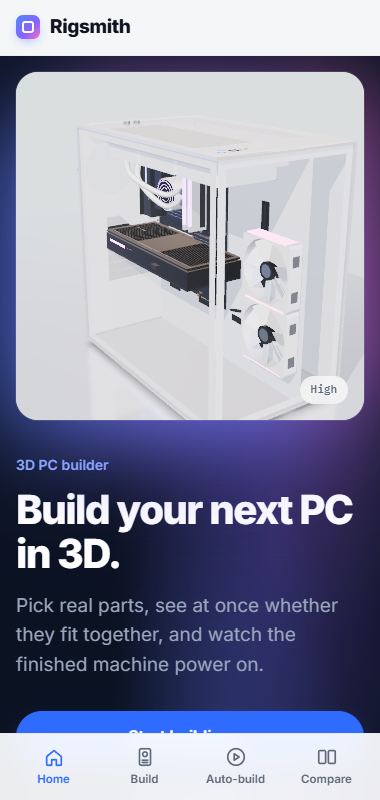 Rigsmith
High
3D PC builder
Build your next PC
in 3D.
Pick real parts, see at once whether
they fit together, and watch the
finished machine power on.
Home
Build
Auto-build
Compare